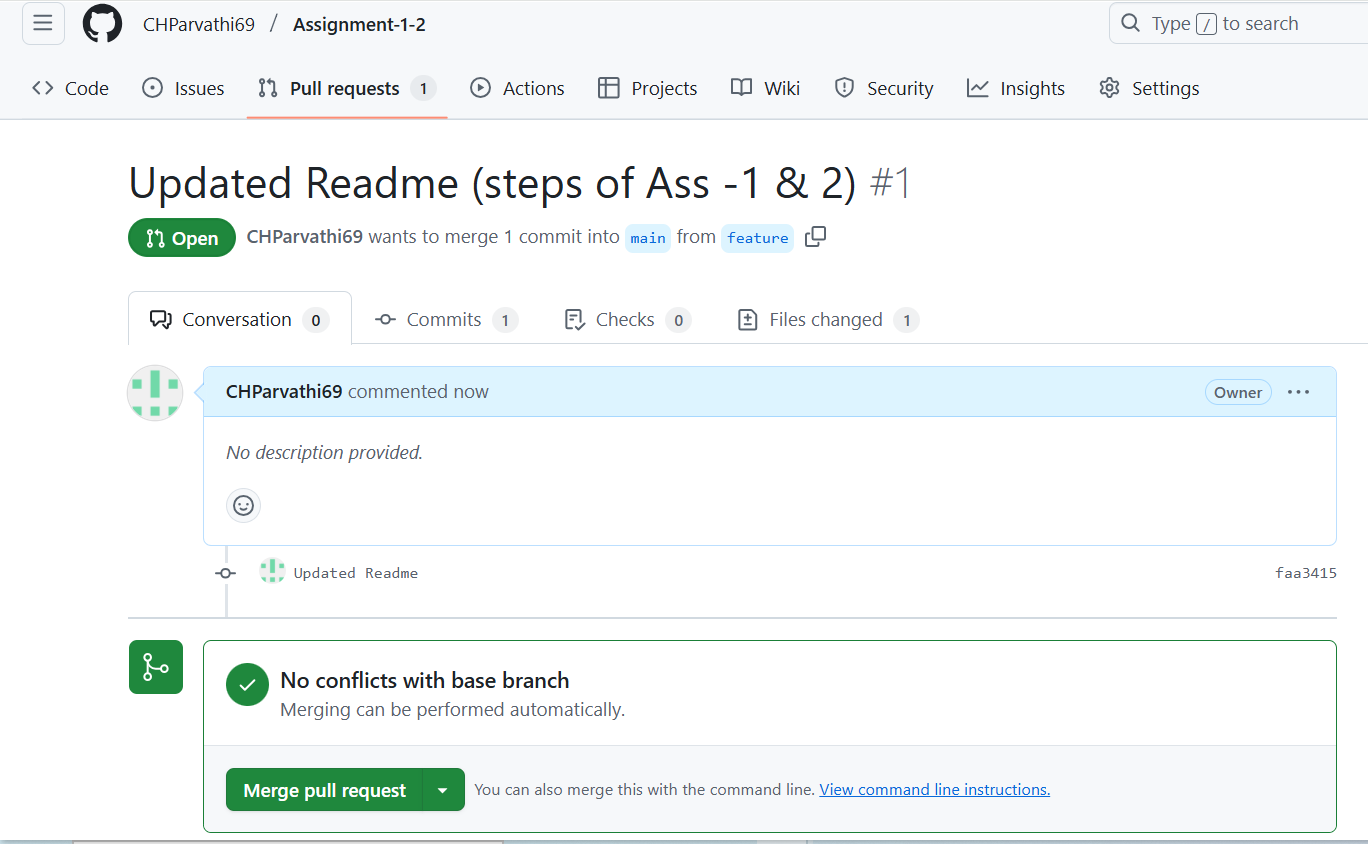 CHParvathi69 / Assignment-1-2
Type / to search
Code Issues Pull requests 1 Actions Projects Wiki Security Insights Settings
Updated Readme (steps of Ass -1 & 2) #1
Open CHParvathi69 wants to merge 1 commit into main from feature
Conversation 0 Commits 1 Checks 0 Files changed 1
CHParvathi69 commented now Owner
No description provided.
Updated Readme faa3415
No conflicts with base branch
Merging can be performed automatically.
Merge pull request You can also merge this with the command line. View command line instructions.